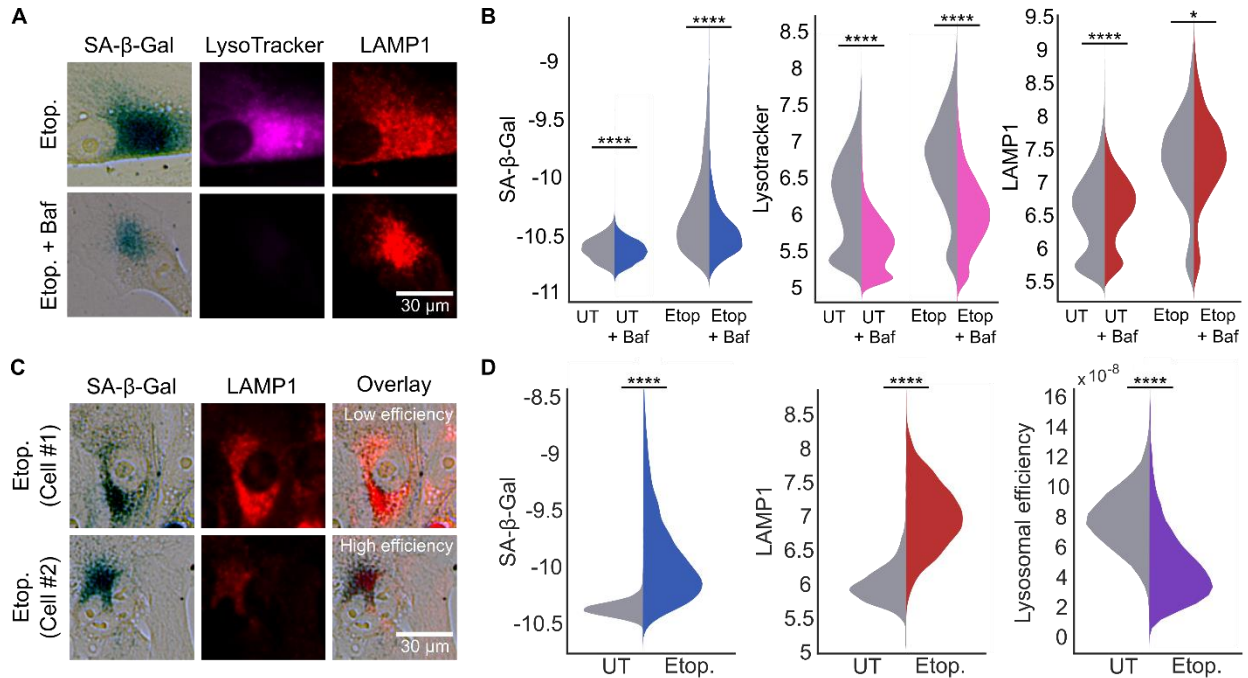 A
SA-β-Gal LysoTracker LAMP1
Etop.
Etop. + Baf
30 µm
B
SA-β-Gal
-9
-9.5
-10
-10.5
-11
****
****
UT UT + Baf Etop Etop + Baf
Lysotracker
8.5
7.5
7
6.5
6
5.5
5
****
****
UT UT + Baf Etop Etop + Baf
LAMP1
9.5
9
8.5
8
7.5
7
6.5
6
5.5
****
*
UT UT + Baf Etop Etop + Baf
C
SA-β-Gal LAMP1 Overlay
Etop. (Cell #1)
Low efficiency
Etop. (Cell #2)
High efficiency
30 µm
D
SA-β-Gal
-8.5
-9
-9.5
-10
-10.5
****
UT Etop.
LAMP1
8.5
8
7.5
7
6.5
6
5.5
5
****
UT Etop.
Lysosomal efficiency
x 10-8
16
14
12
10
8
6
4
2
0
****
UT Etop.